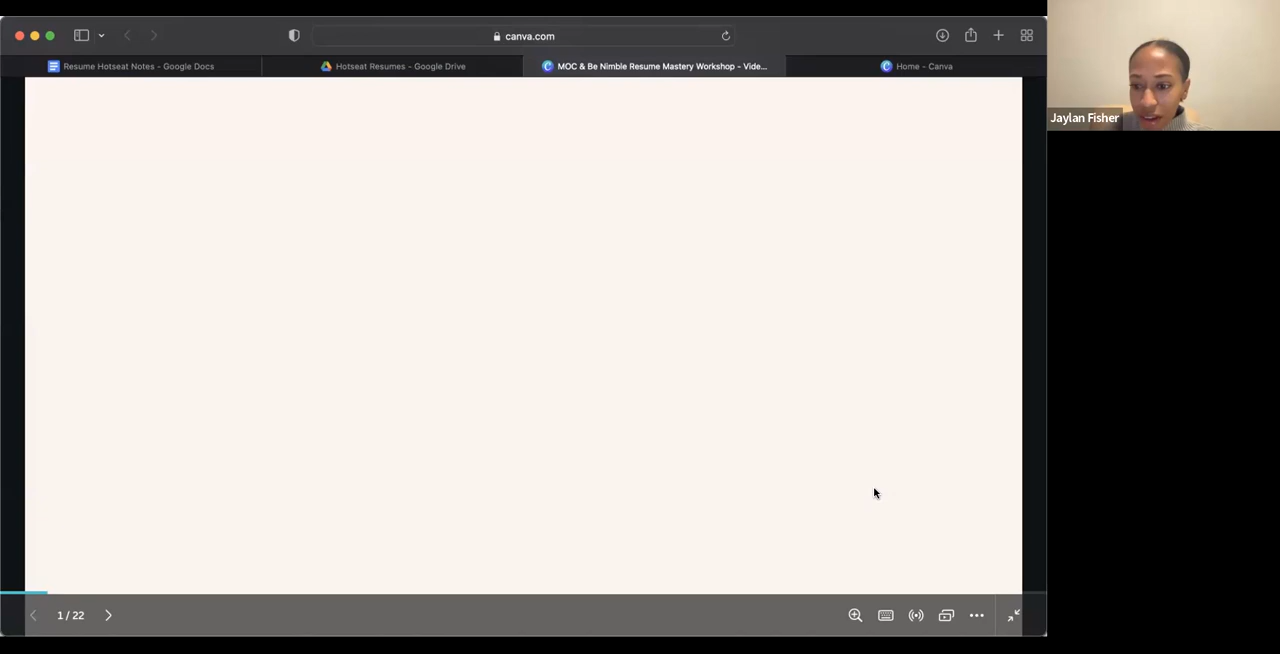 canva.com
Resume Hotseat Notes - Google Docs
Hotseat Resumes - Google Drive
MOC & Be Nimble Resume Mastery Workshop - Vide...
Home - Canva
Jaylan Fisher
1 / 22